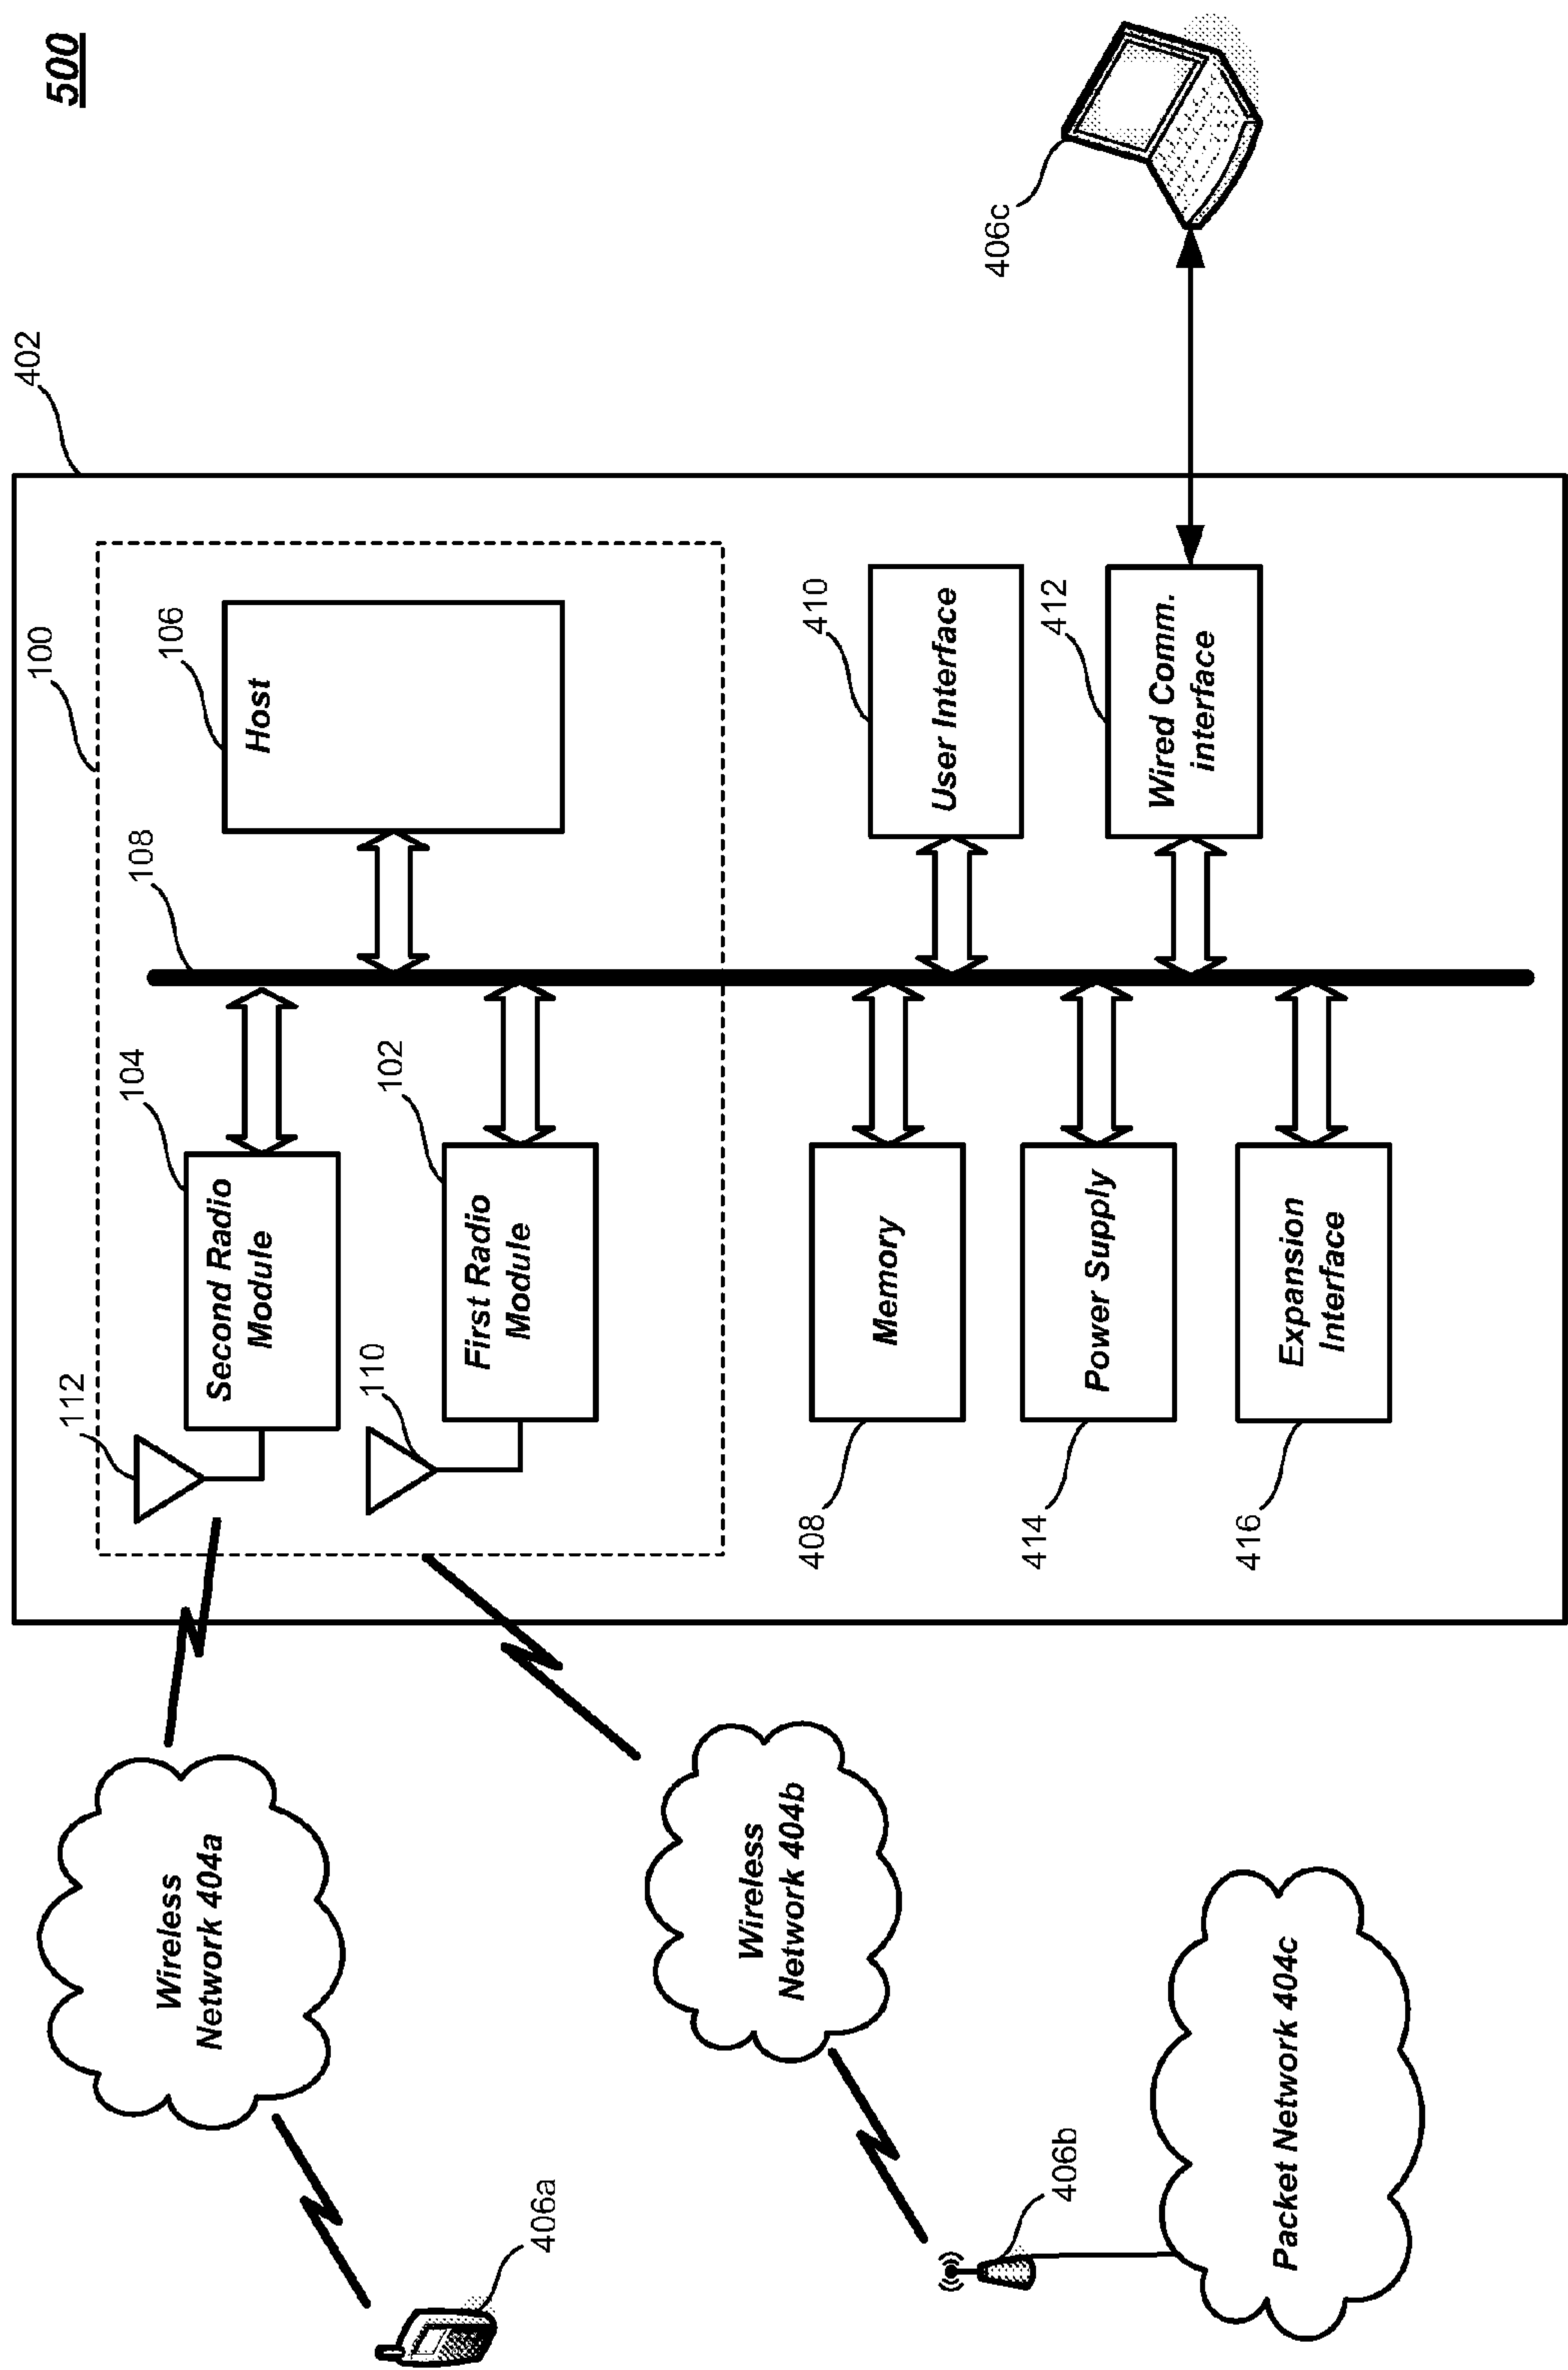 500
402
100
112
104
Second Radio
Module
108
106
Host
110
102
First Radio
Module
Wireless
Network 404a
406a
Wireless
Network 404b
406b
Packet Network 404c
408
Memory
410
User Interface
414
Power Supply
412
Wired Comm.
interface
416
Expansion
Interface
406c